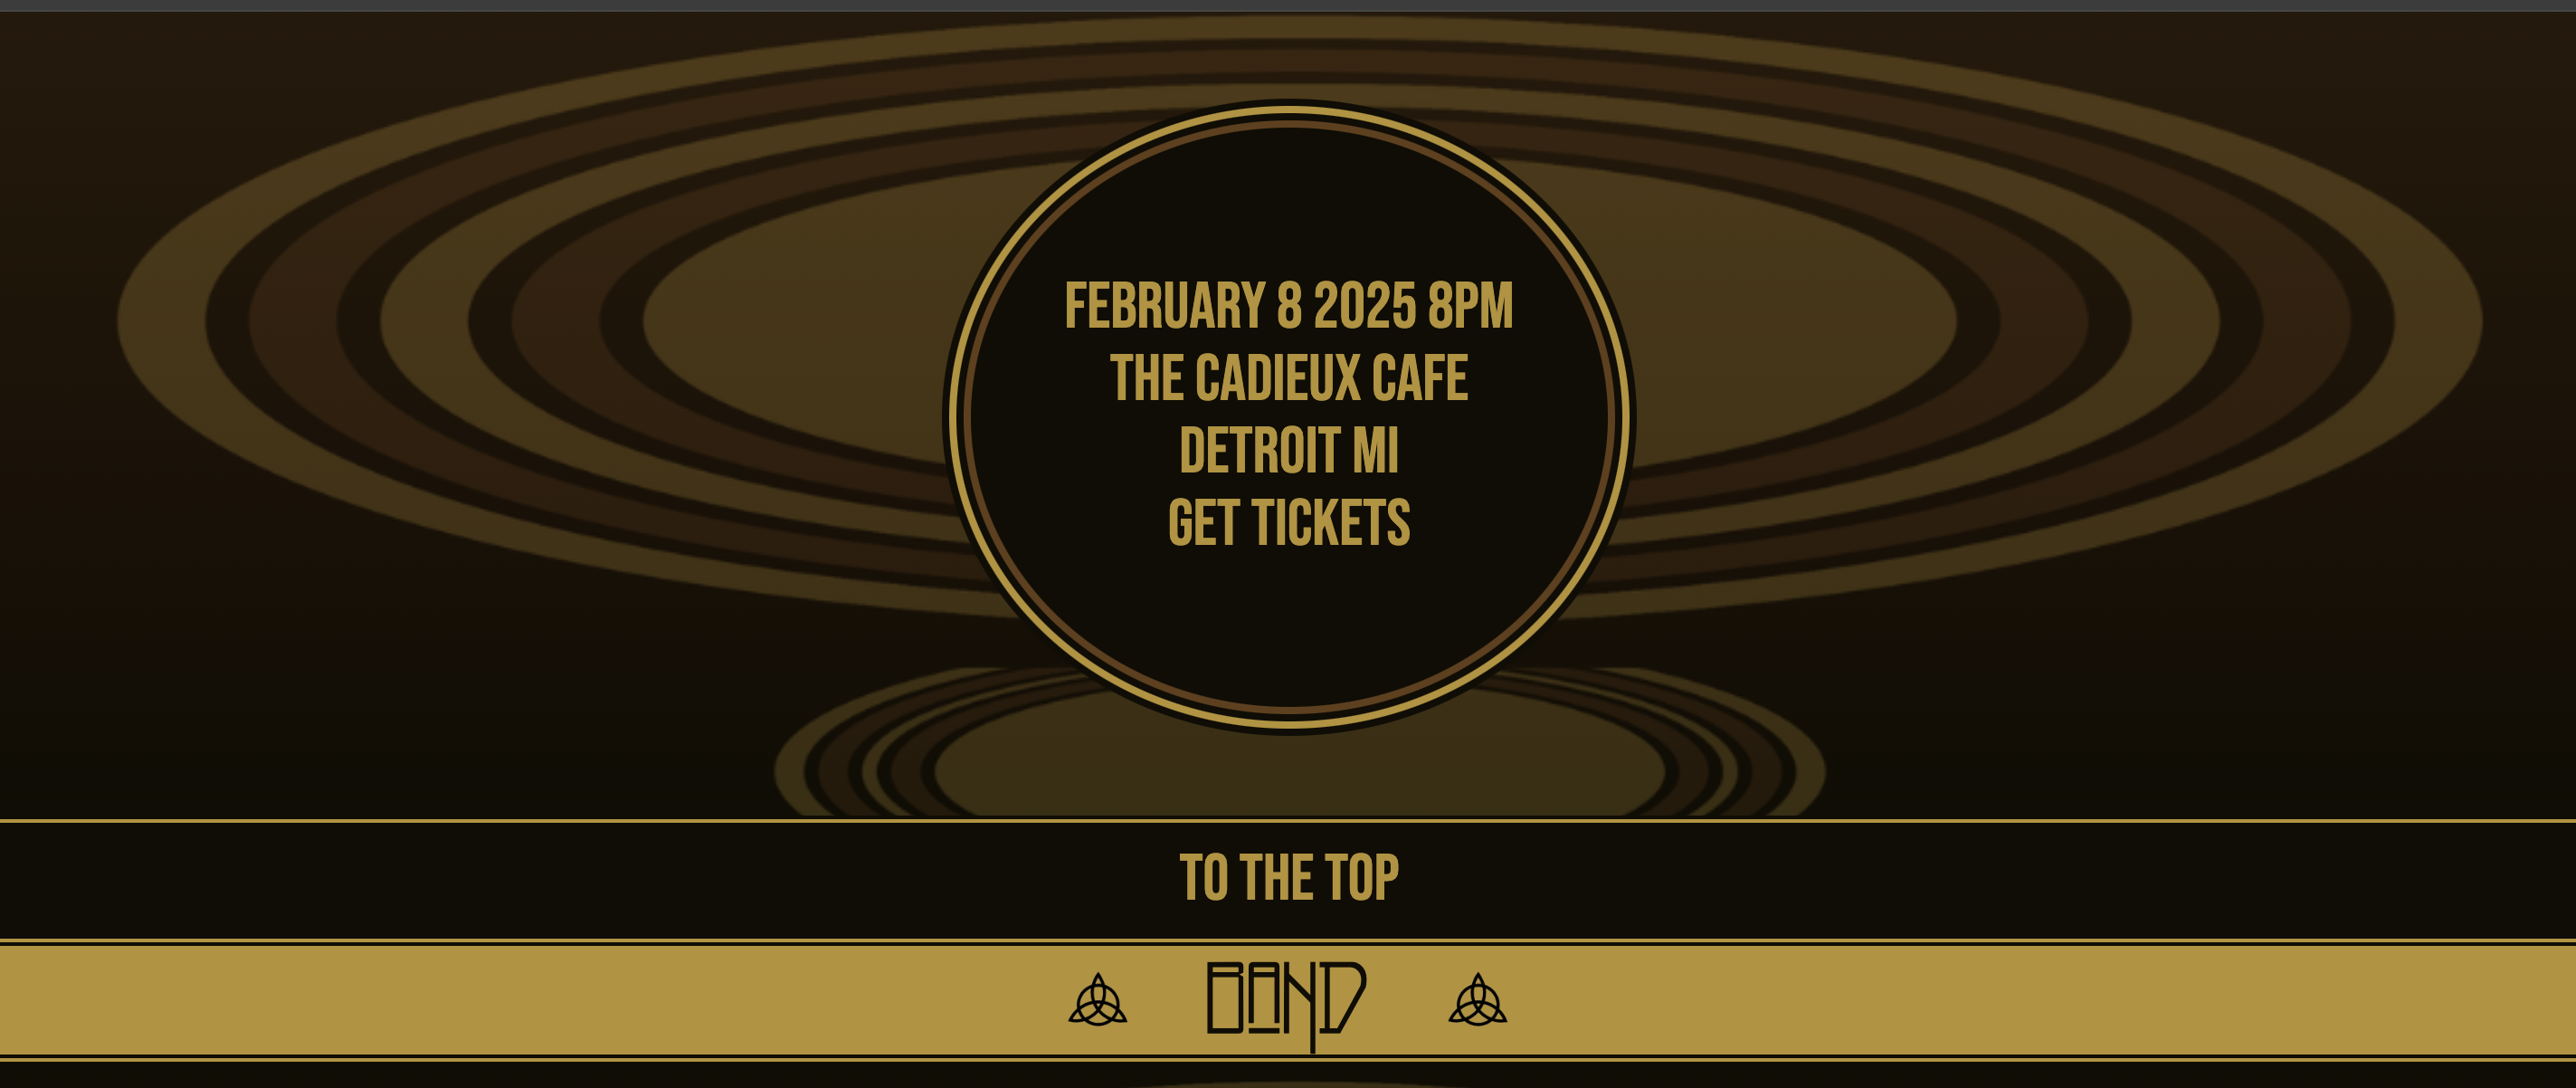 FEBRUARY 8 2025 8PM
THE CADIEUX CAFE
DETROIT MI
GET TICKETS
TO THE TOP
BAND